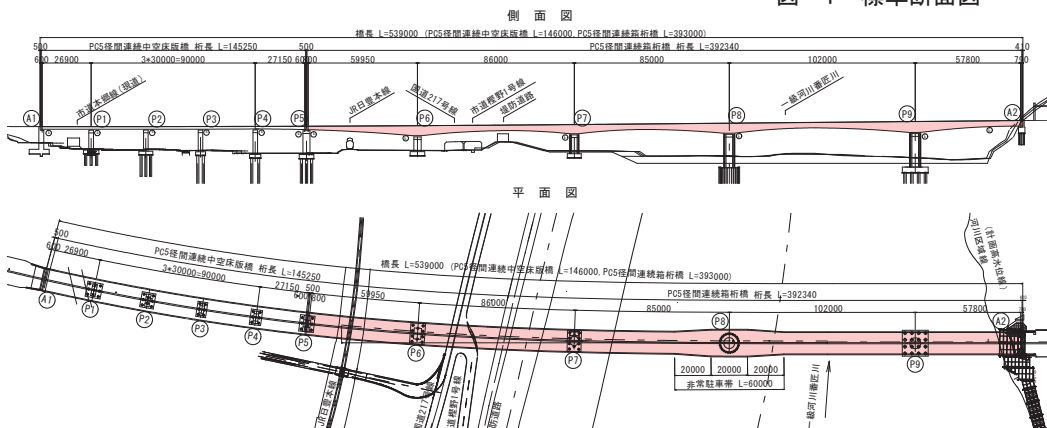 図 - 1 標準断面図
側 面 図
橋長 L=539000 (PC5径間連続中空床版橋 L=146000, PC5径間連続箱桁橋 L=393000)
500 PC5径間連続中空床版橋 桁長 L=145250 500 PC5径間連続箱桁橋 桁長 L=392340 410
600 26900 3*30000=90000 27150 59950 86000 85000 102000 57800 750
市道本郷線(現道) JR日豊本線 国道217号線 市道樫野1号線 堤防道路 一級河川番匠川
A1 P1 P2 P3 P4 P5 P6 P7 P8 P9 A2
平 面 図
500
橋長 L=539000 (PC5径間連続中空床版橋 L=146000, PC5径間連続箱桁橋 L=393000)
600 26900 PC5径間連続中空床版橋 桁長 L=145250
3*30000=90000
27150 500
600 800 59950 86000
PC5径間連続箱桁橋 桁長 L=392340
85000 102000 57800
河川区域線
(計画高水位線)
A1 P1 P2 P3 P4 P5 P6 P7 P8 P9 A2
20000 20000 20000
非常駐車帯 L=60000
JR日豊本線
国道217号線
市道樫野1号線
堤防道路
一級河川番匠川